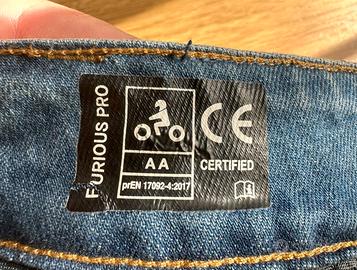 FURIOUS PRO
CE
AA
CERTIFIED
prEN 17092-4:2017